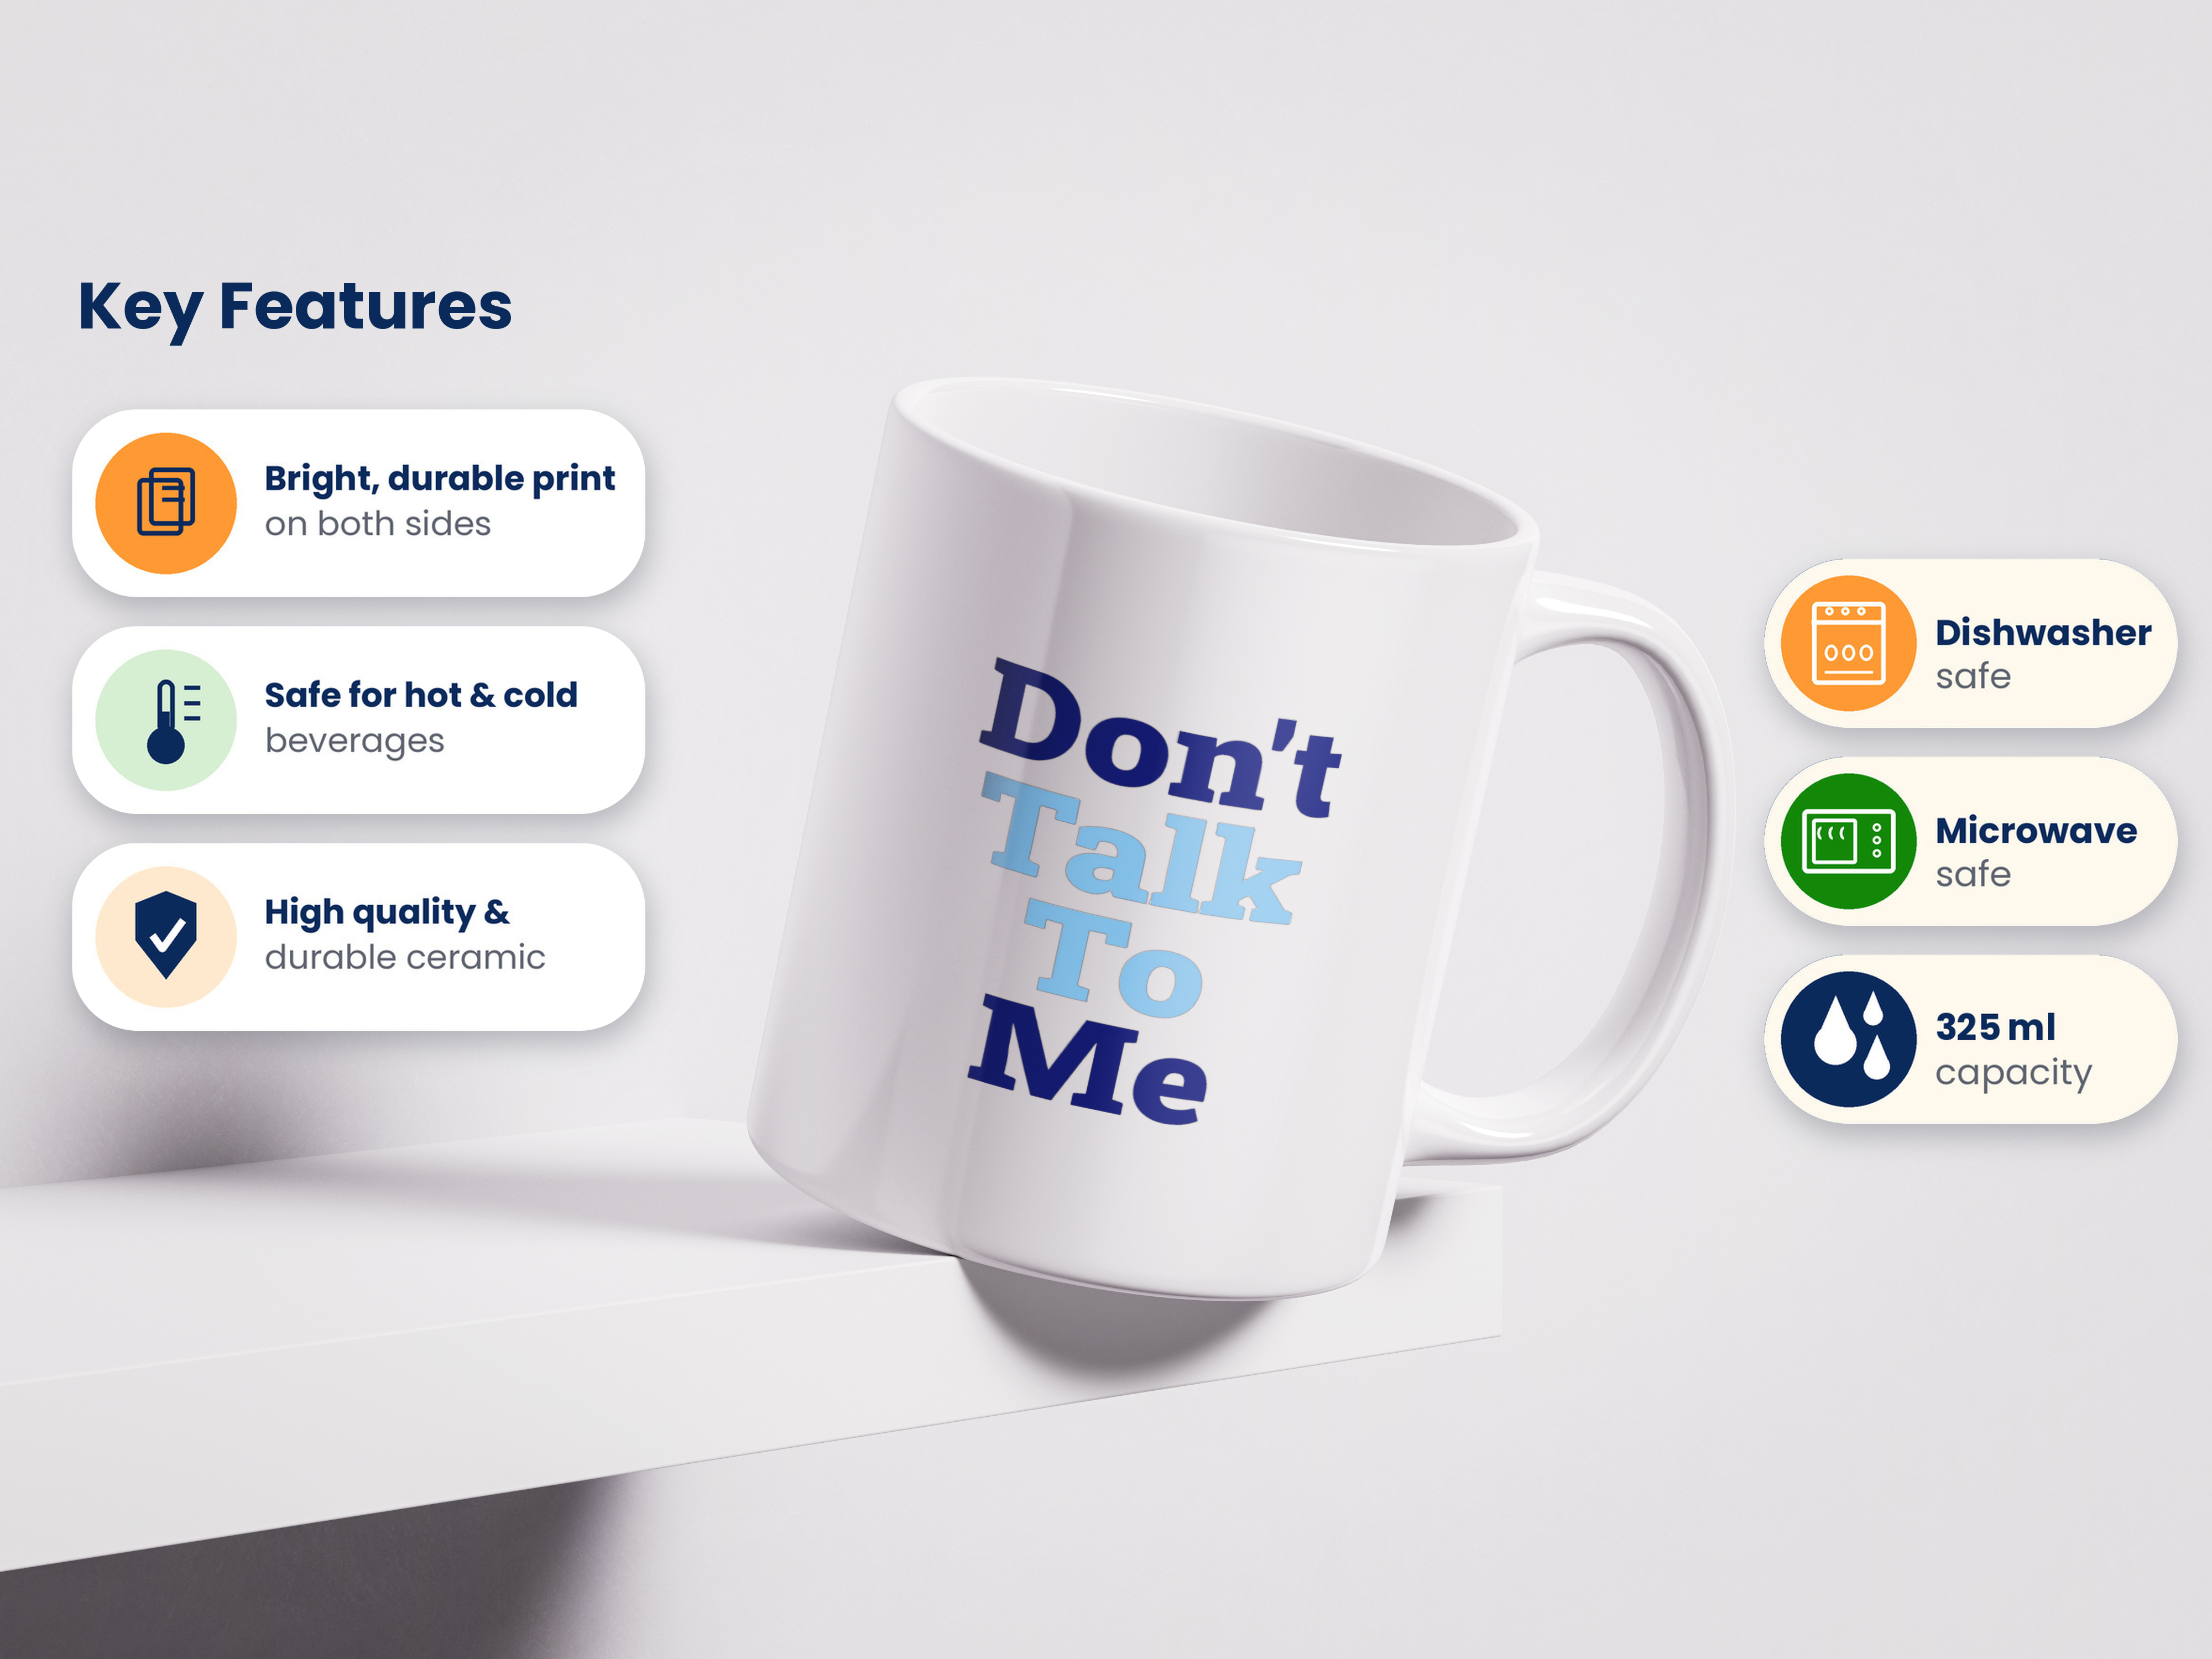 Key Features
Bright, durable print
on both sides
Safe for hot & cold
beverages
High quality &
durable ceramic
Don't
Talk
To
Me
Dishwasher
safe
Microwave
safe
325 ml
capacity